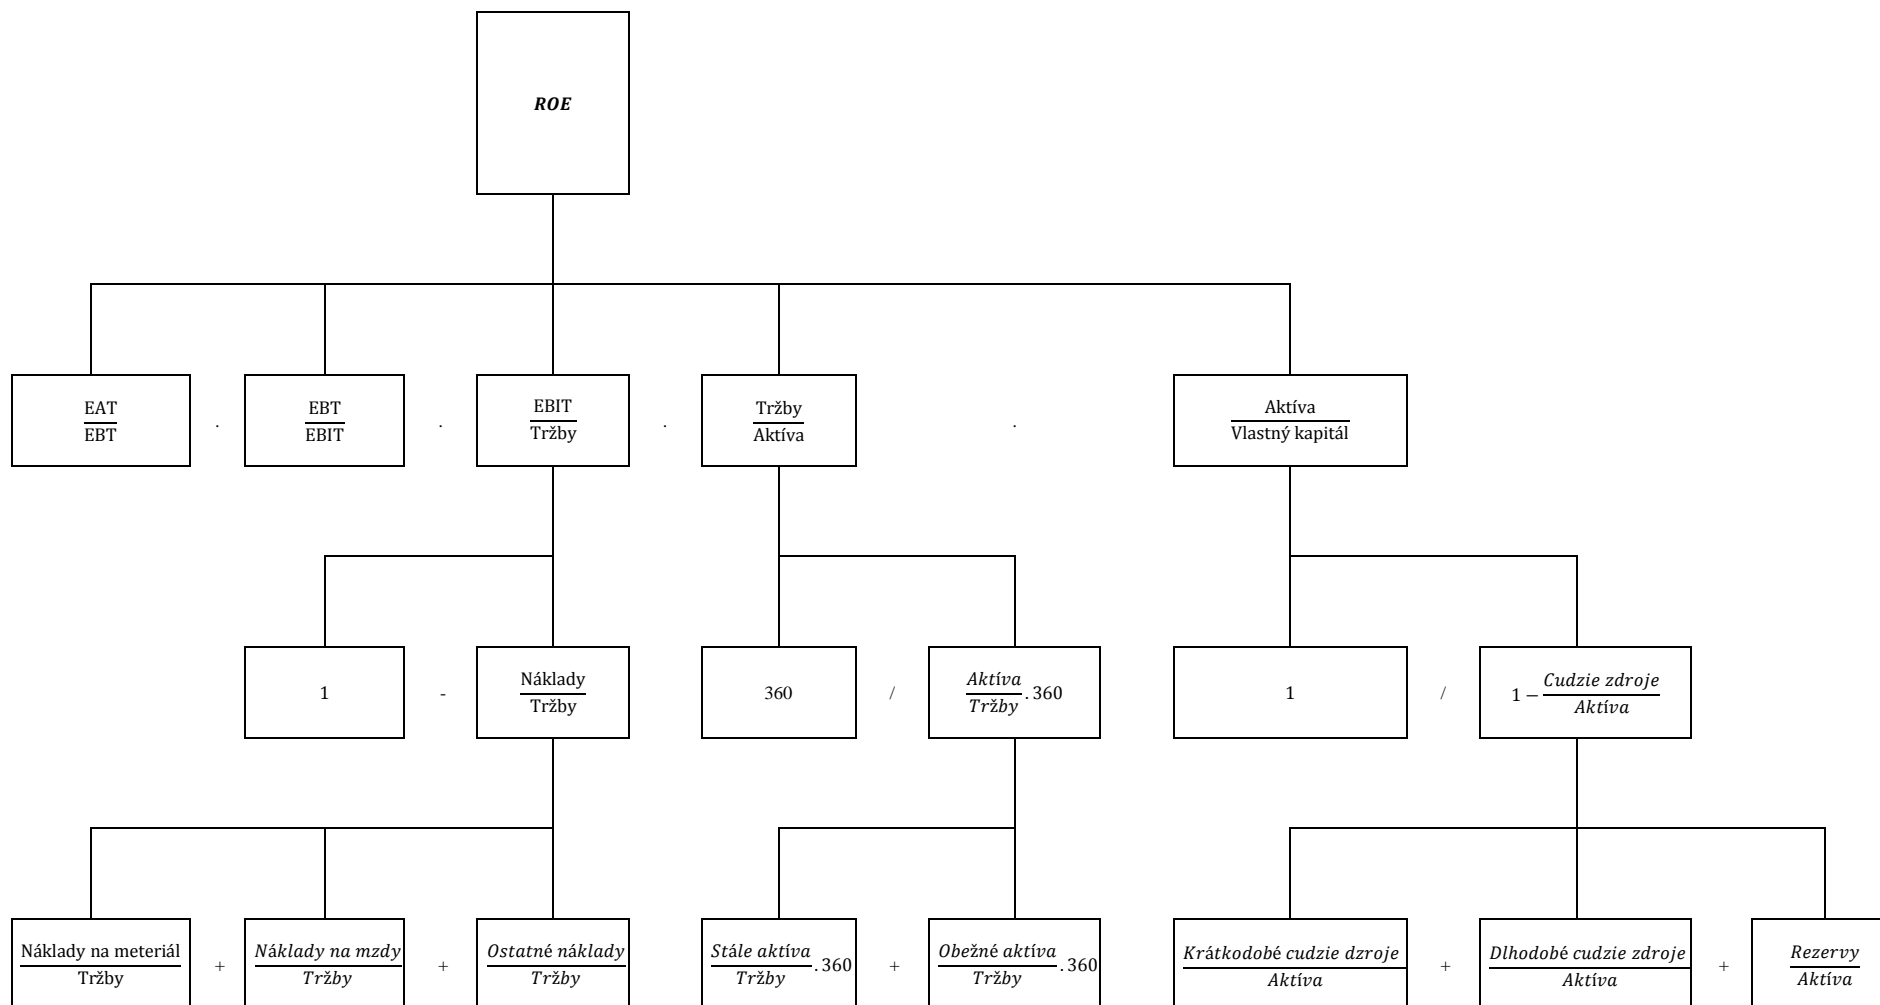 ROE
EAT
EBT
.
EBT
EBIT
.
EBIT
Tržby
.
Tržby
Aktíva
.
Aktíva
Vlastný kapitál
1
-
Náklady
Tržby
360
/
Aktíva
Tržby . 360
1
/
1 − Cudzie zdroje
Aktíva
Náklady na meteriál
Tržby
+
Náklady na mzdy
Tržby
+
Ostatné náklady
Tržby
Stále aktíva
Tržby . 360
+
Obežné aktíva
Tržby . 360
Krátkodobé cudzie dzroje
Aktíva
+
Dlhodobé cudzie zdroje
Aktíva
+
Rezervy
Aktíva